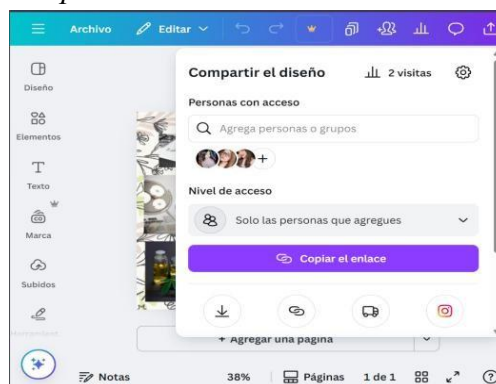 Archivo
Editar
Compartir el diseño
2 visitas
Diseño
Personas con acceso
Agrega personas o grupos
Elementos
+
Texto
Nivel de acceso
Solo las personas que agregues
Marca
Copiar el enlace
Subidos
+ Agregar una página
Notas
38%
Páginas
1 de 1